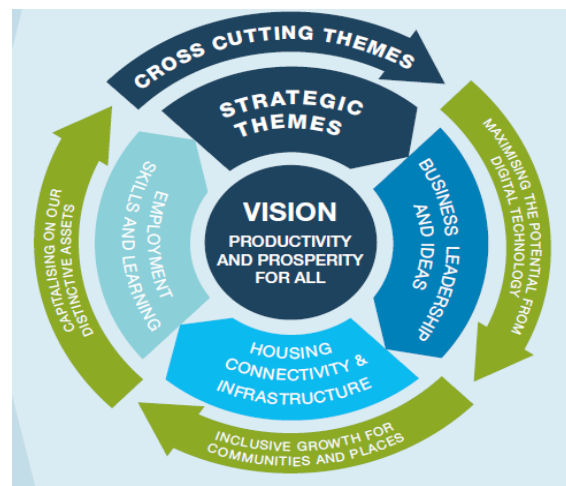 CROSS CUTTING THEMES
STRATEGIC
THEMES
MAXIMISING THE POTENTIAL FROM
DIGITAL TECHNOLOGY
BUSINESS LEADERSHIP
AND IDEAS
VISION
PRODUCTIVITY
AND PROSPERITY
FOR ALL
HOUSING
CONNECTIVITY &
INFRASTRUCTURE
INCLUSIVE GROWTH FOR
COMMUNITIES AND PLACES
EMPLOYMENT
SKILLS AND LEARNING
CAPITALISING ON OUR
DISTINCTIVE ASSETS